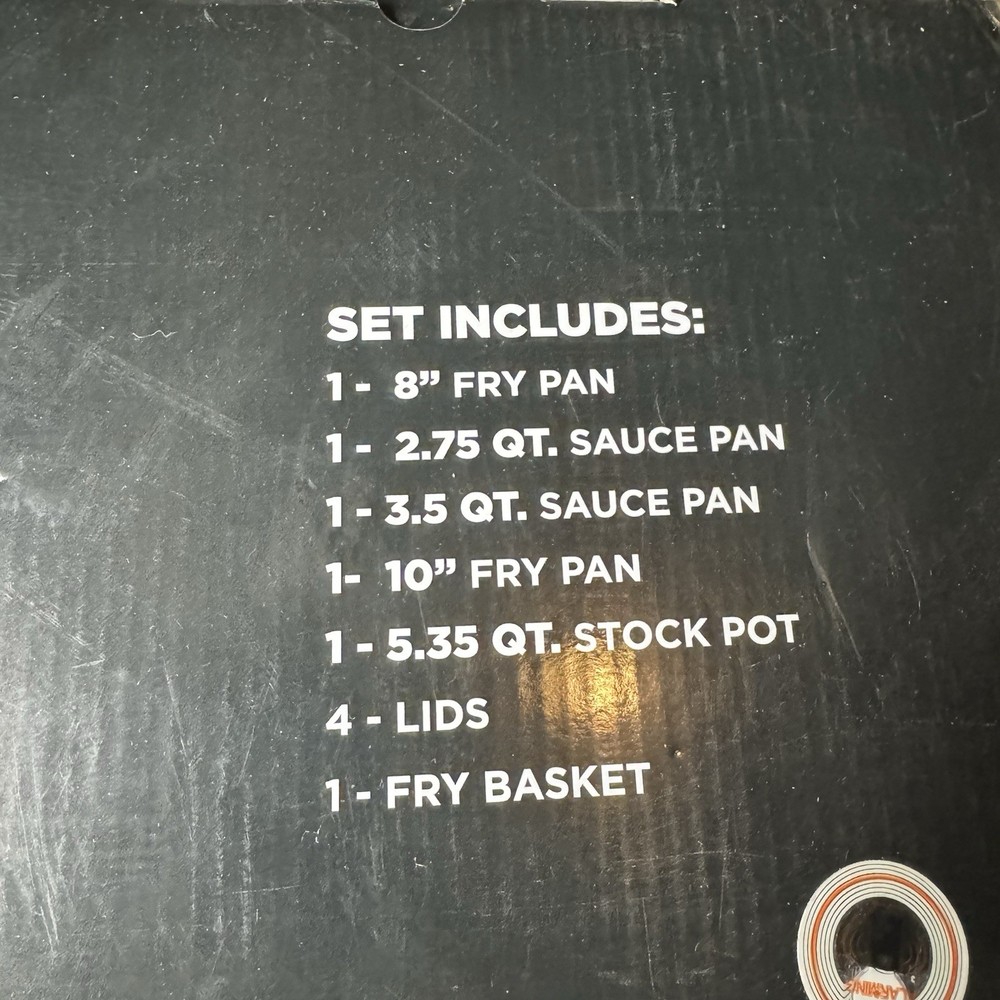 SET INCLUDES:
1 - 8” FRY PAN
1 - 2.75 QT. SAUCE PAN
1 - 3.5 QT. SAUCE PAN
1- 10” FRY PAN
1 - 5.35 QT. STOCK POT
4 - LIDS
1 - FRY BASKET